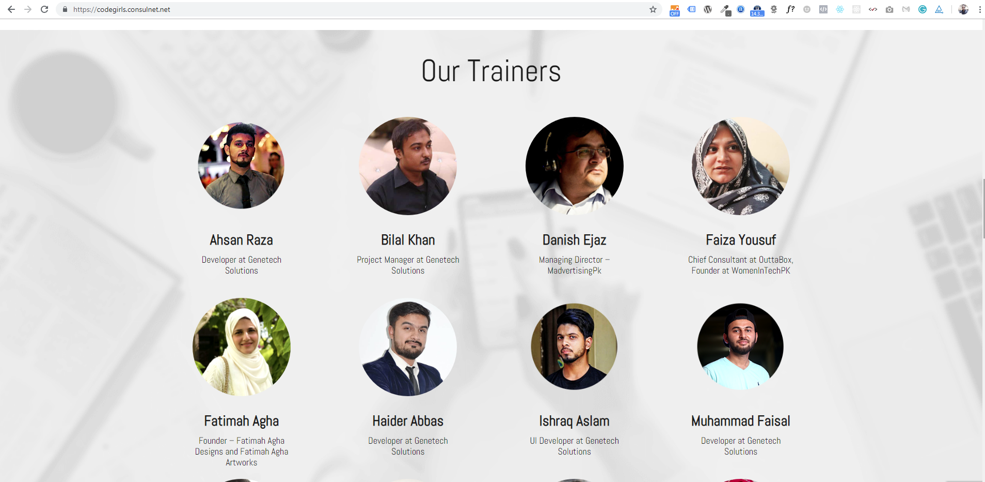 https://codegirls.consulnet.net
Our Trainers
Ahsan Raza
Developer at Genetech
Solutions
Bilal Khan
Project Manager at Genetech
Solutions
Danish Ejaz
Managing Director –
MadvertisingPk
Faiza Yousuf
Chief Consultant at OuttaBox,
Founder at WomenInTechPK
Fatimah Agha
Founder – Fatimah Agha
Designs and Fatimah Agha
Artworks
Haider Abbas
Developer at Genetech
Solutions
Ishraq Aslam
UI Developer at Genetech
Solutions
Muhammad Faisal
Developer at Genetech
Solutions